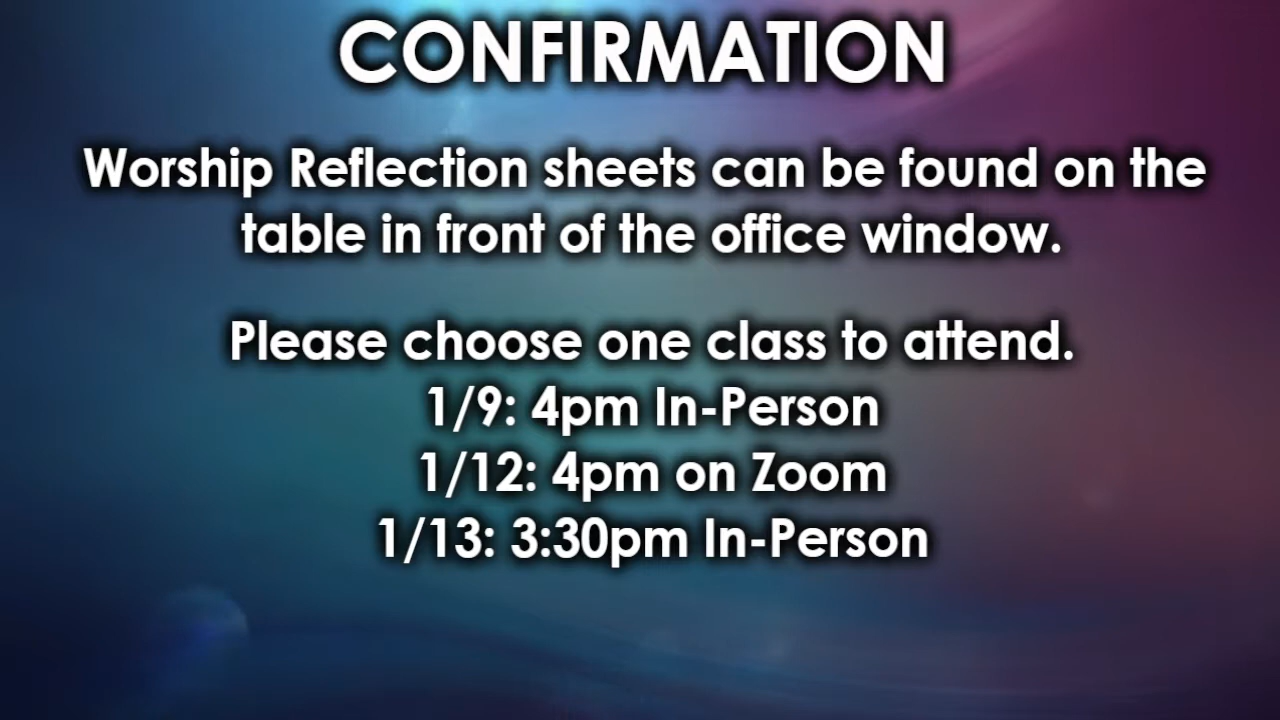 CONFIRMATION
Worship Reflection sheets can be found on the
table in front of the office window.
Please choose one class to attend.
1/9: 4pm In-Person
1/12: 4pm on Zoom
1/13: 3:30pm In-Person